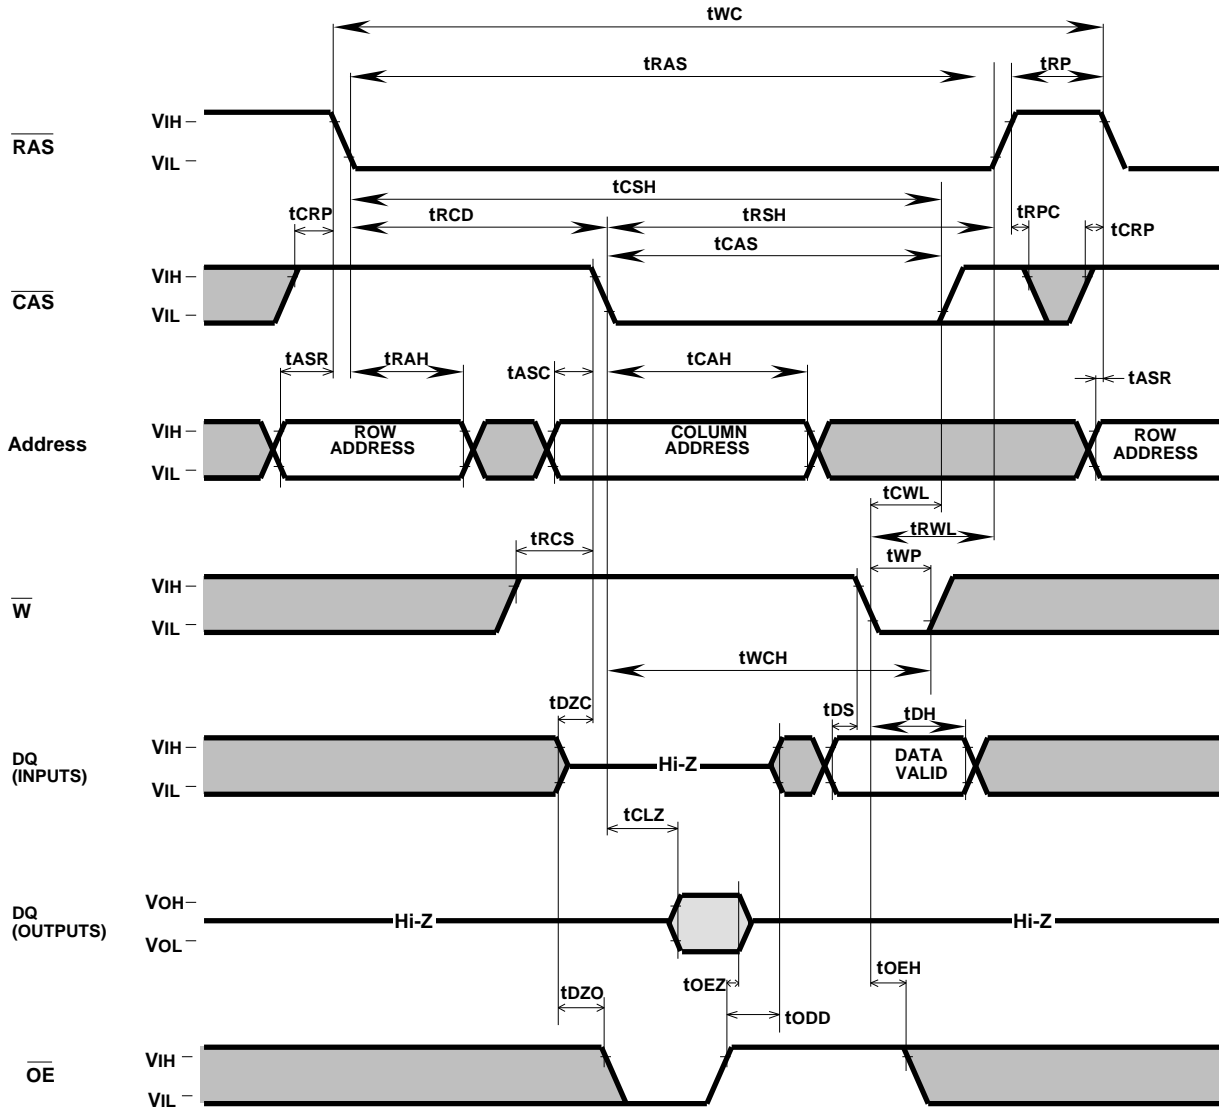 tWC
tRAS
tRP
VIH
RAS
VIL
tCSH
tCRP
tRCD
tRSH
tRPC
tCRP
tCAS
VIH
CAS
VIL
tASR
tRAH
tASC
tCAH
tASR
Address
VIH
VIL
ROW
ADDRESS
COLUMN
ADDRESS
ROW
ADDRESS
tCWL
tRCS
tRWL
tWP
VIH
W
VIL
tWCH
tDZC
tDS
tDH
DQ
(INPUTS)
VIH
VIL
Hi-Z
DATA
VALID
tCLZ
DQ
(OUTPUTS)
VOH
VOL
Hi-Z
Hi-Z
tDZO
tOEZ
tOEH
tODD
VIH
OE
VIL